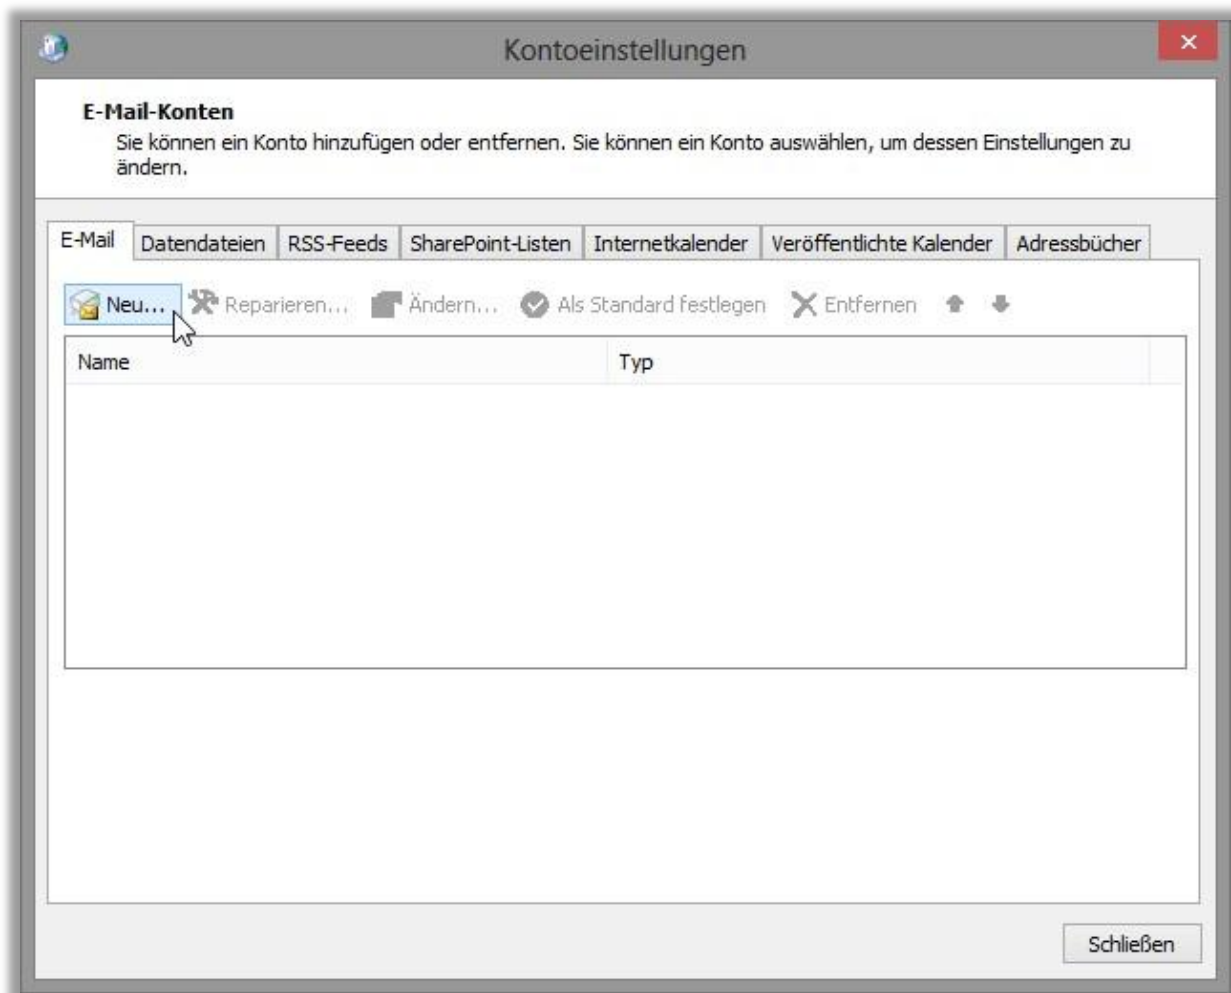 Kontoeinstellungen
E-Mail-Konten
Sie können ein Konto hinzufügen oder entfernen. Sie können ein Konto auswählen, um dessen Einstellungen zu
ändern.
E-Mail Datendateien RSS-Feeds SharePoint-Listen Internetkalender Veröffentlichte Kalender Adressbücher
Neu... Reparieren... Ändern... Als Standard festlegen Entfernen
Name Typ
Schließen